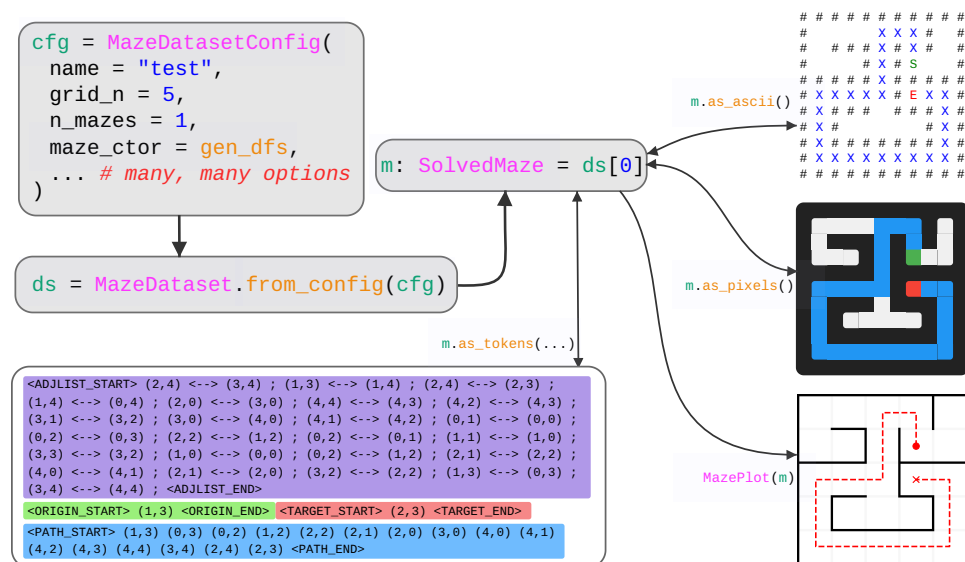 cfg = MazeDatasetConfig(
name = "test",
grid_n = 5,
n_mazes = 1,
maze_ctor = gen_dfs,
... # many, many options
)
ds = MazeDataset.from_config(cfg)
m: SolvedMaze = ds[0]
m.as_ascii()
# # # # # # # # # # #
#         X X X #   #
#   # # # X # X #   #
#       # X # S     #
# # # # # X # # # # #
# X X X X X # E X X #
# X # # #   # # # X #
# X #           # X #
# X # # # # # # # X #
# X X X X X X X X X #
# # # # # # # # # # #
m.as_pixels()
m.as_tokens(...)
MazePlot(m)
<ADJLIST_START> (2,4) <--> (3,4) ; (1,3) <--> (1,4) ; (2,4) <--> (2,3) ;
(1,4) <--> (0,4) ; (2,0) <--> (3,0) ; (4,4) <--> (4,3) ; (4,2) <--> (4,3) ;
(3,1) <--> (3,2) ; (3,0) <--> (4,0) ; (4,1) <--> (4,2) ; (0,1) <--> (0,0) ;
(0,2) <--> (0,3) ; (2,2) <--> (1,2) ; (0,2) <--> (0,1) ; (1,1) <--> (1,0) ;
(3,3) <--> (3,2) ; (1,0) <--> (0,0) ; (0,2) <--> (1,2) ; (2,1) <--> (2,2) ;
(4,0) <--> (4,1) ; (2,1) <--> (2,0) ; (3,2) <--> (2,2) ; (1,3) <--> (0,3) ;
(3,4) <--> (4,4) ; <ADJLIST_END>
<ORIGIN_START> (1,3) <ORIGIN_END> <TARGET_START> (2,3) <TARGET_END>
<PATH_START> (1,3) (0,3) (0,2) (1,2) (2,2) (2,1) (2,0) (3,0) (4,0) (4,1)
(4,2) (4,3) (4,4) (3,4) (2,4) (2,3) <PATH_END>